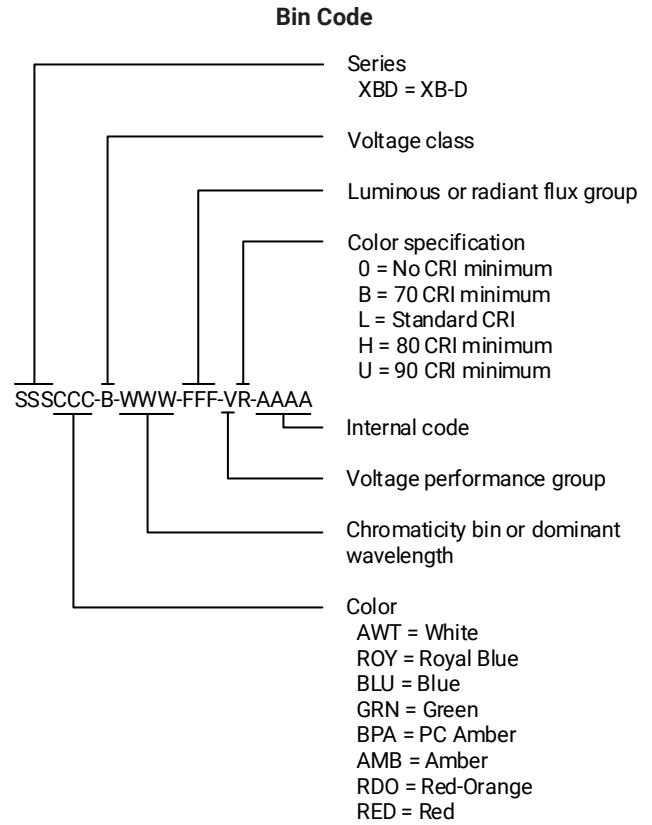 Bin Code
Series
XBD = XB-D
Voltage class
Luminous or radiant flux group
Color specification
0 = No CRI minimum
B = 70 CRI minimum
L = Standard CRI
H = 80 CRI minimum
U = 90 CRI minimum
SSSCCC-B-WWW-FFF-VR-AAAA
Internal code
Voltage performance group
Chromaticity bin or dominant
wavelength
Color
AWT = White
ROY = Royal Blue
BLU = Blue
GRN = Green
BPA = PC Amber
AMB = Amber
RDO = Red-Orange
RED = Red